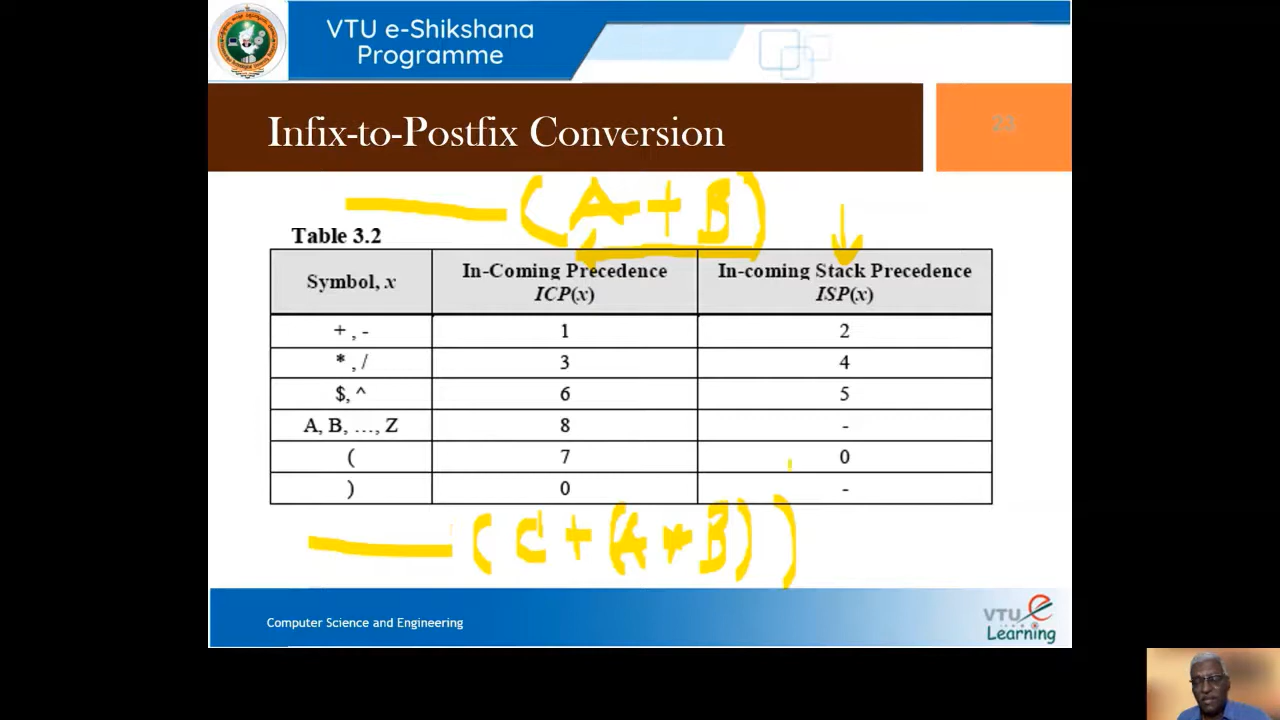 VTU e-Shikshana
Programme
Infix-to-Postfix Conversion
23
(A+B)
Table 3.2
Symbol, x In-Coming Precedence ICP(x) In-coming Stack Precedence ISP(x)
+ , - 1 2
* , / 3 4
$, ^ 6 5
A, B, ..., Z 8 -
( 7 0
) 0 -
(C+(A*B))
Computer Science and Engineering
VTU e
Learning